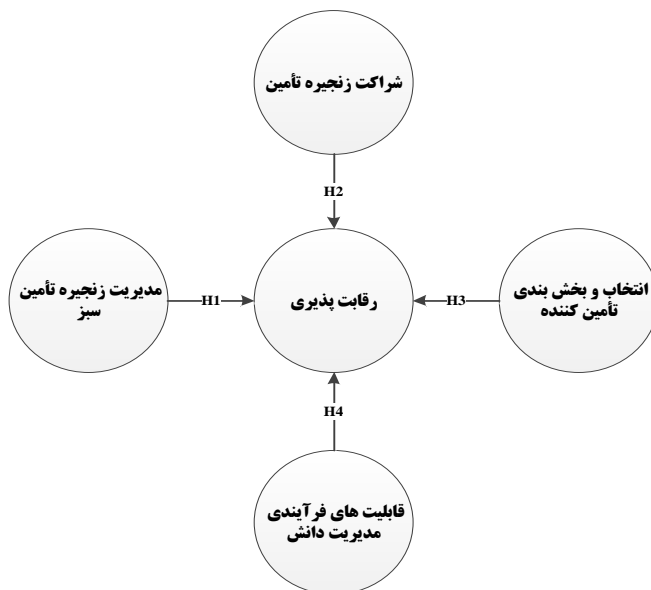 شراکت زنجیره تأمین
H2
مدیریت زنجیره تأمین
سبز
H1
رقابت پذیری
H3
انتخاب و بخش بندی
تأمین کننده
H4
قابلیت های فرآیندی
مدیریت دانش